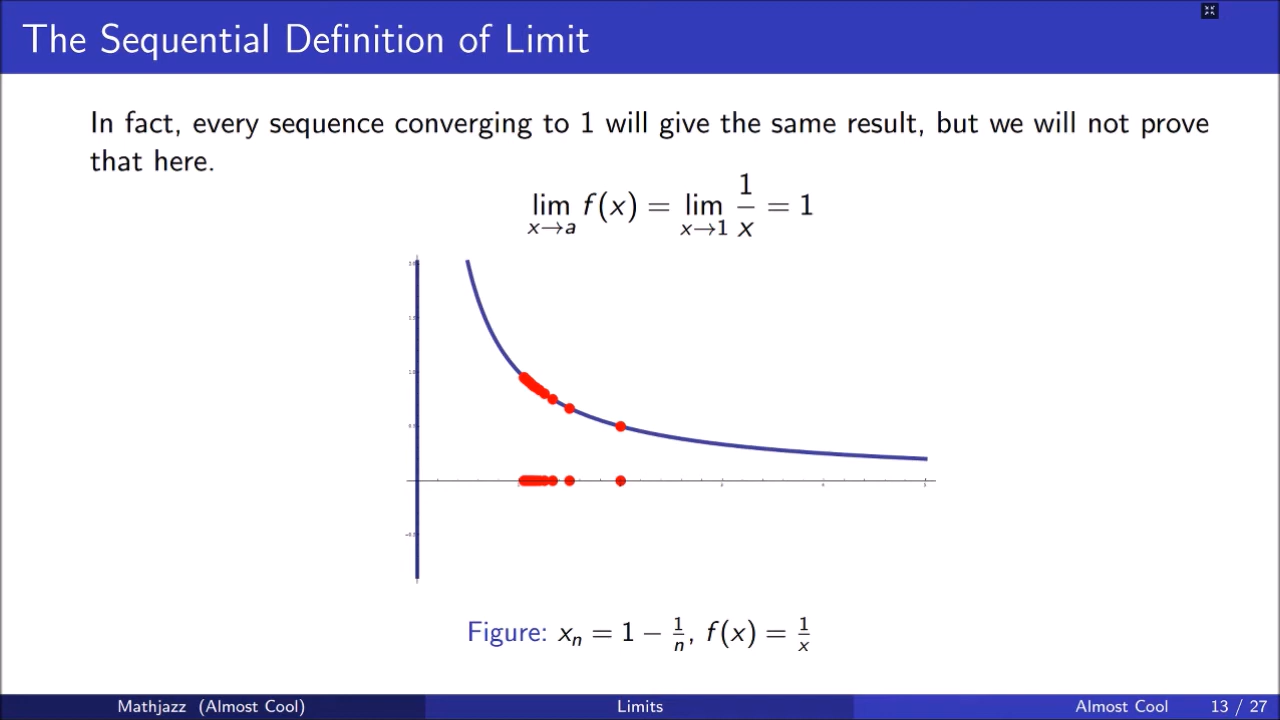 The Sequential Definition of Limit
In fact, every sequence converging to 1 will give the same result, but we will not prove
that here.
lim x→a f(x) = lim x→1 1/x = 1
Figure: xₙ = 1 − 1/n, f(x) = 1/x
Mathjazz (Almost Cool) Limits Almost Cool 13 / 27